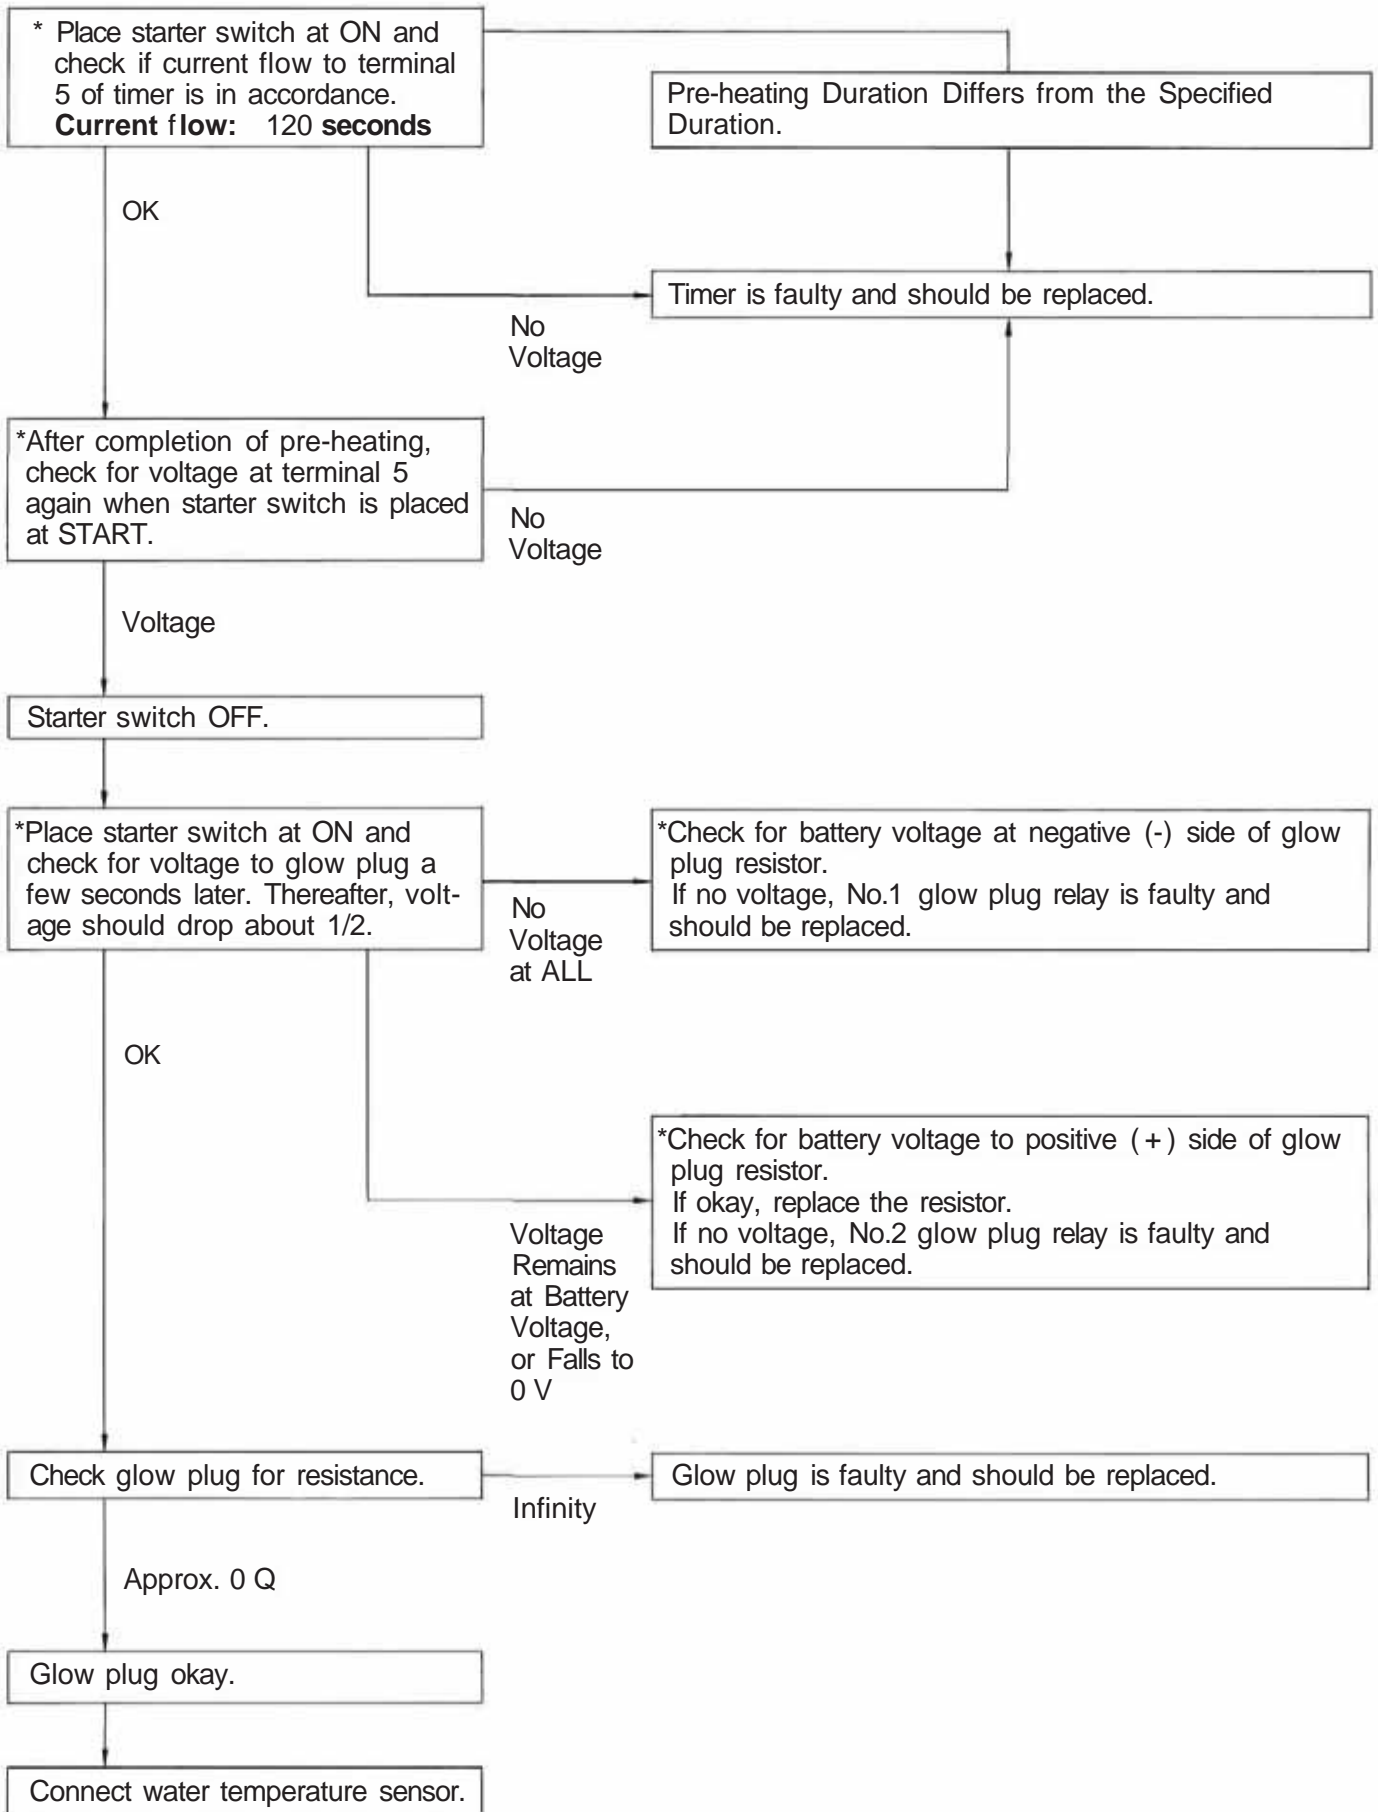 * Place starter switch at ON and
check if current flow to terminal
5 of timer is in accordance.
Current flow: 120 seconds
Pre-heating Duration Differs from the Specified
Duration.
OK
Timer is faulty and should be replaced.
No
Voltage
*After completion of pre-heating,
check for voltage at terminal 5
again when starter switch is placed
at START.
No
Voltage
Voltage
Starter switch OFF.
*Place starter switch at ON and
check for voltage to glow plug a
few seconds later. Thereafter, volt-
age should drop about 1/2.
*Check for battery voltage at negative (-) side of glow
plug resistor.
If no voltage, No.1 glow plug relay is faulty and
should be replaced.
No
Voltage
at ALL
OK
*Check for battery voltage to positive (+) side of glow
plug resistor.
If okay, replace the resistor.
If no voltage, No.2 glow plug relay is faulty and
should be replaced.
Voltage
Remains
at Battery
Voltage,
or Falls to
0 V
Check glow plug for resistance.
Glow plug is faulty and should be replaced.
Infinity
Approx. 0 Q
Glow plug okay.
Connect water temperature sensor.